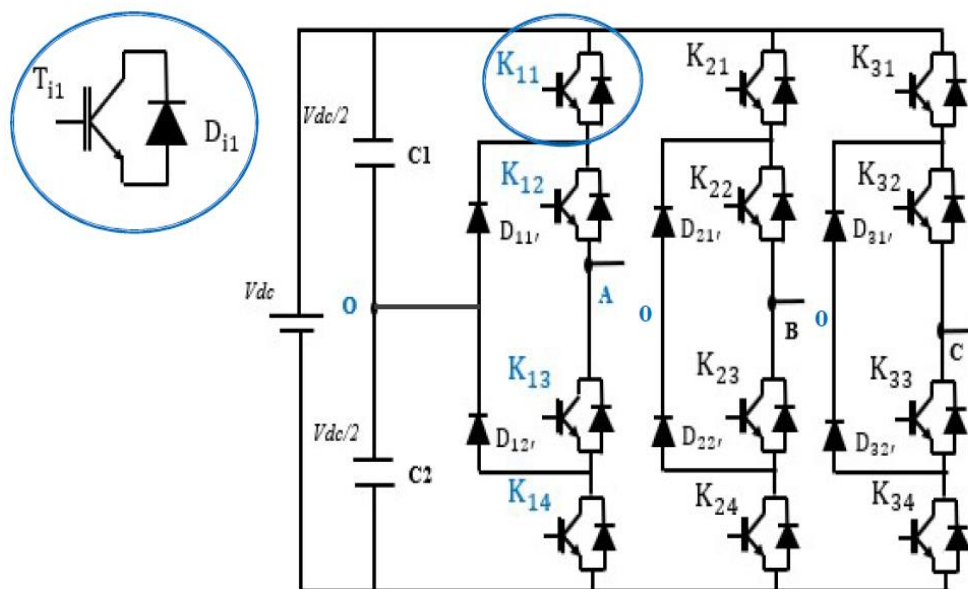 K₁₁
K₂₁
K₃₁
Tᵢ₁
Dᵢ₁
Vdc/2
C1
K₁₂
K₂₂
K₃₂
D₁₁′
D₂₁′
D₃₁′
Vdc
O
A
O
B
O
C
K₁₃
K₂₃
K₃₃
Vdc/2
D₁₂′
D₂₂′
D₃₂′
C2
K₁₄
K₂₄
K₃₄